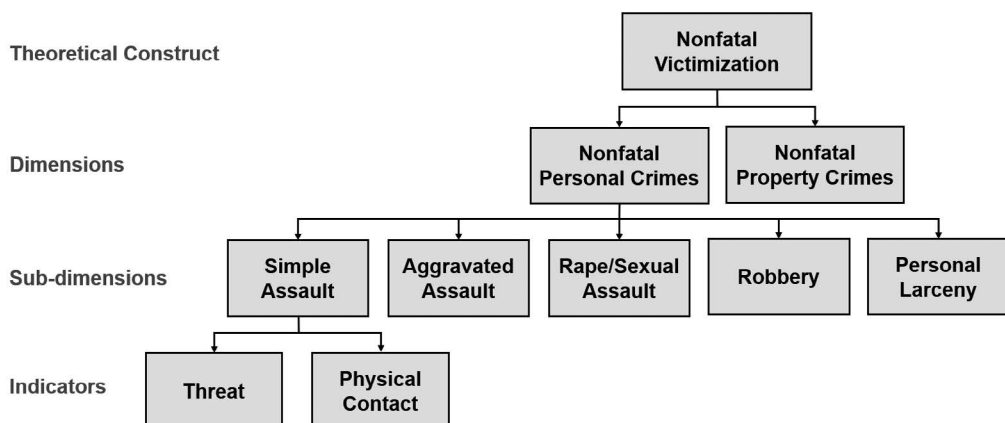 Theoretical Construct
Nonfatal
Victimization
Dimensions
Nonfatal
Personal Crimes
Nonfatal
Property Crimes
Sub-dimensions
Simple
Assault
Aggravated
Assault
Rape/Sexual
Assault
Robbery
Personal
Larceny
Indicators
Threat
Physical
Contact